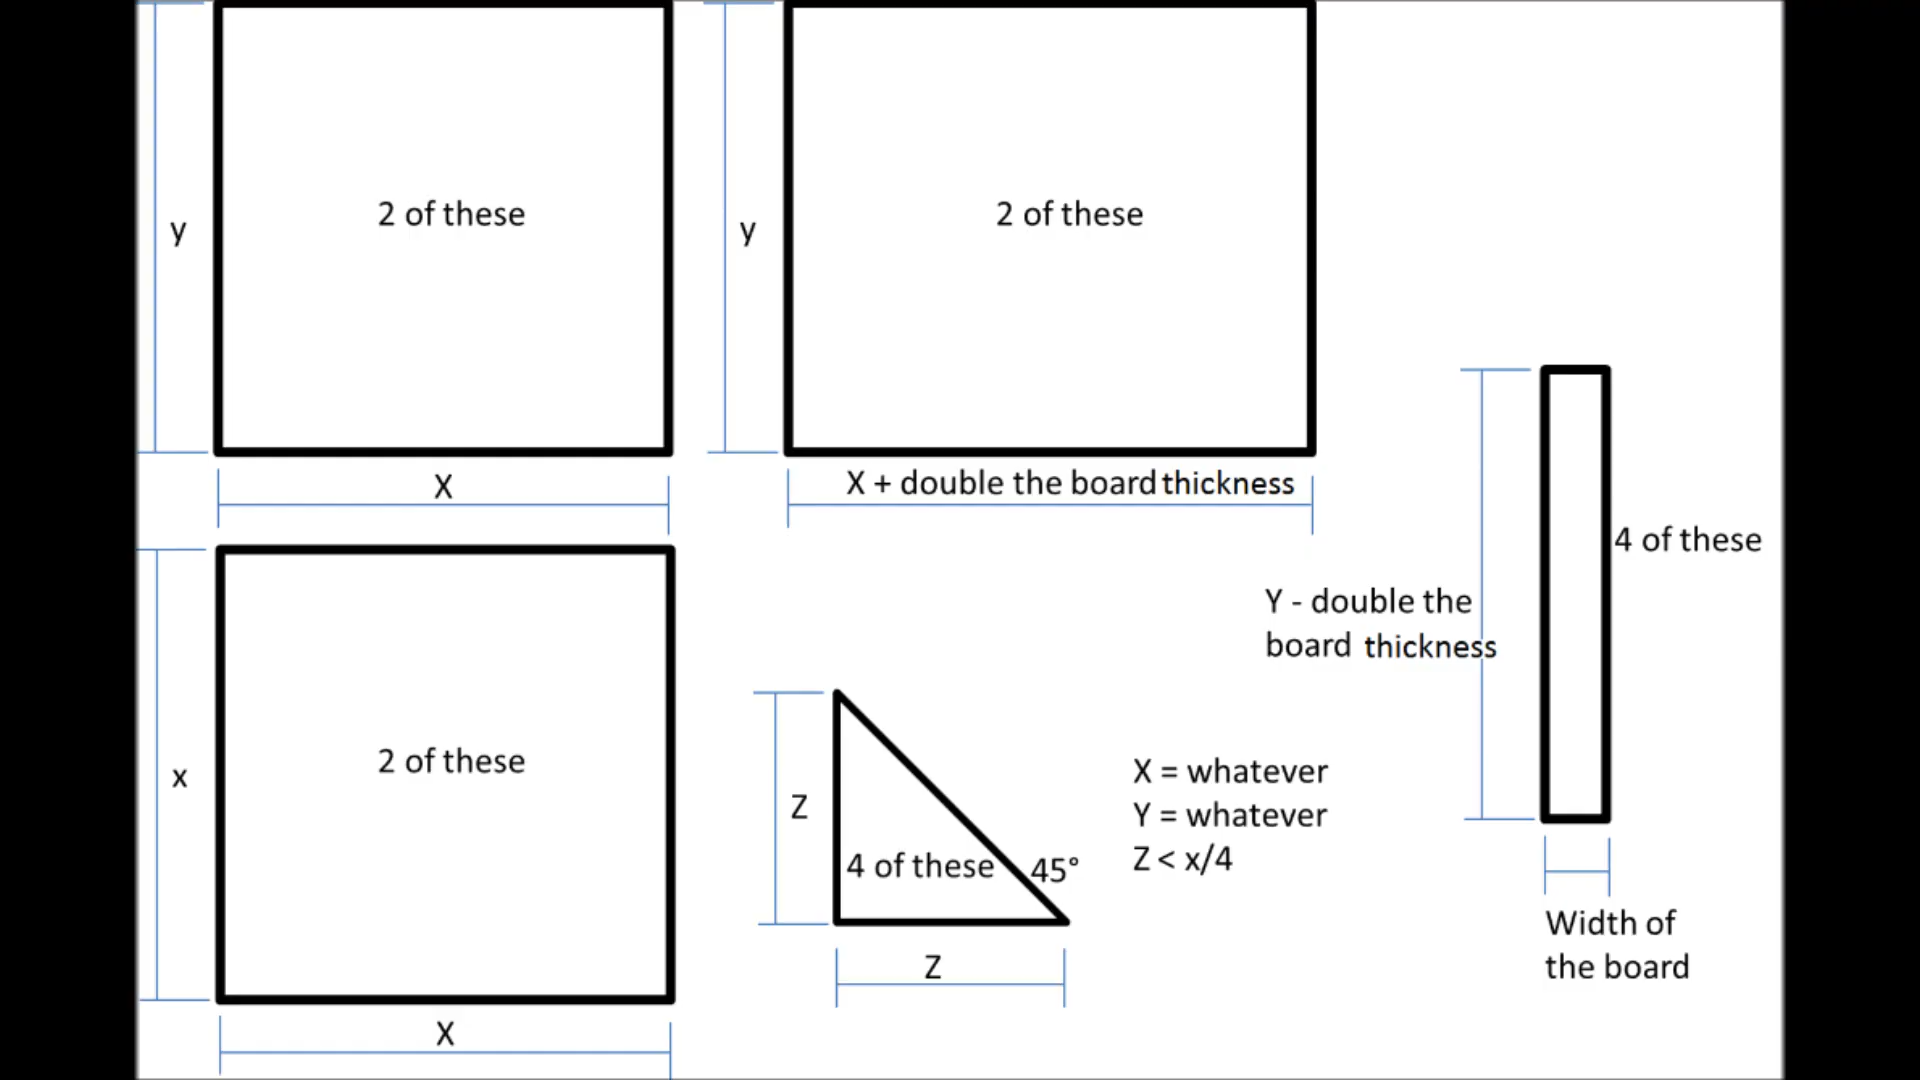 2 of these
y
X
2 of these
y
X + double the board thickness
4 of these
Y - double the
board thickness
2 of these
x
X
Z
4 of these
45°
Z
X = whatever
Y = whatever
Z < x/4
Width of
the board